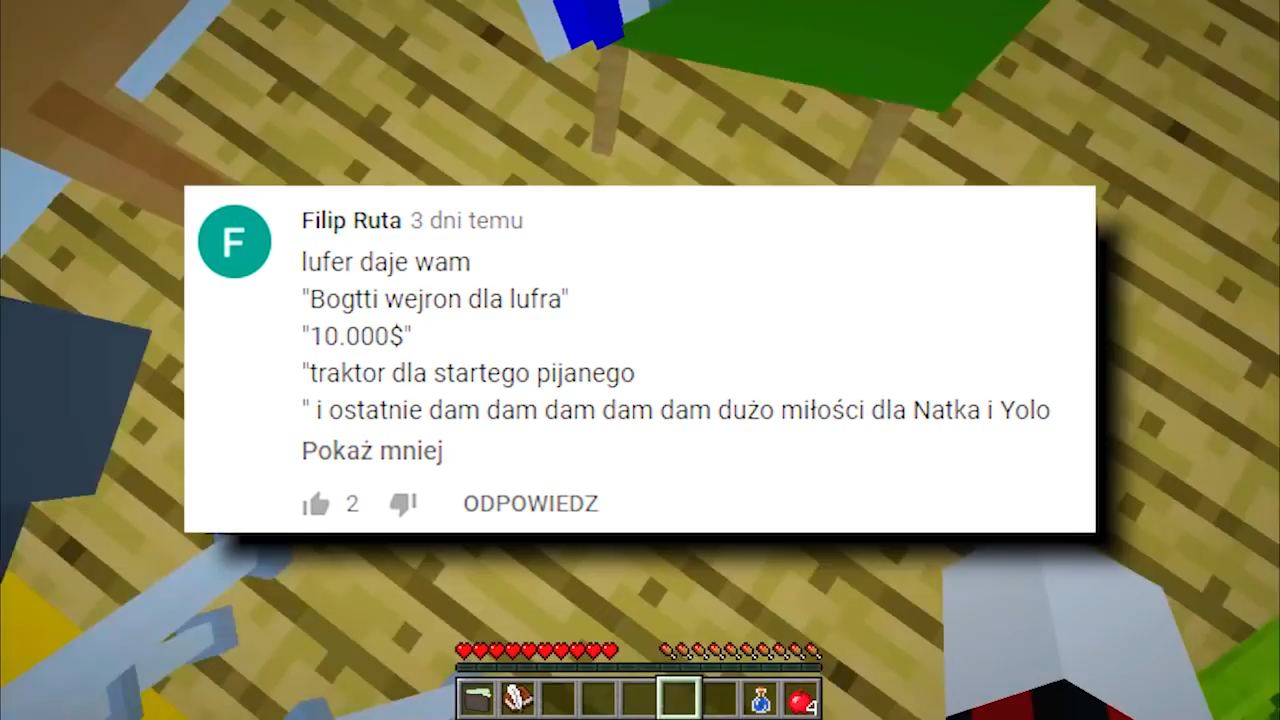 F
Filip Ruta 3 dni temu
lufer daje wam
"Bogtti wejron dla lufra"
"10.000$"
"traktor dla startego pijanego
" i ostatnie dam dam dam dam dam dużo miłości dla Natka i Yolo
Pokaż mniej
2 ODPOWIEDZ
4